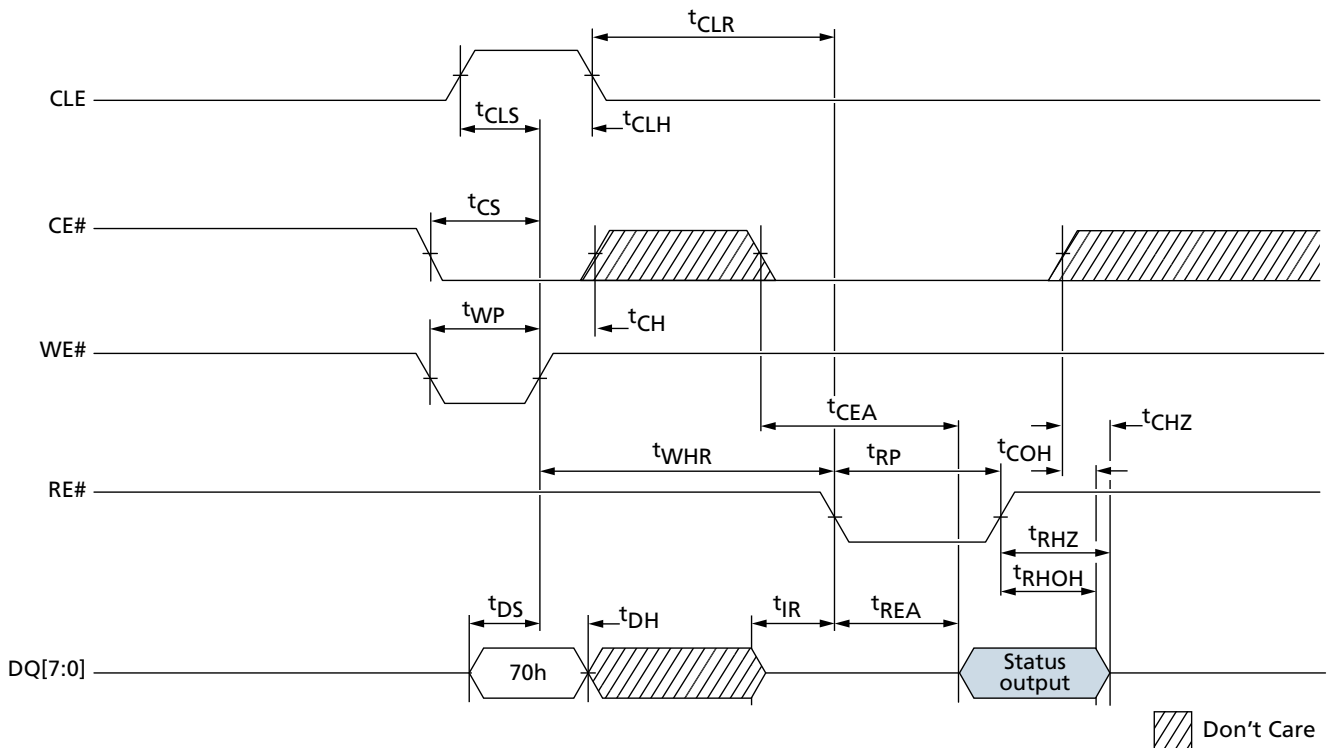 tCLR
CLE
tCLS
tCLH
tCS
CE#
tWP
tCH
WE#
tCEA
tCHZ
tWHR
tRP
tCOH
RE#
tRHZ
tRHOH
tDS
tDH
tIR
tREA
DQ[7:0]
70h
Status
output
Don't Care